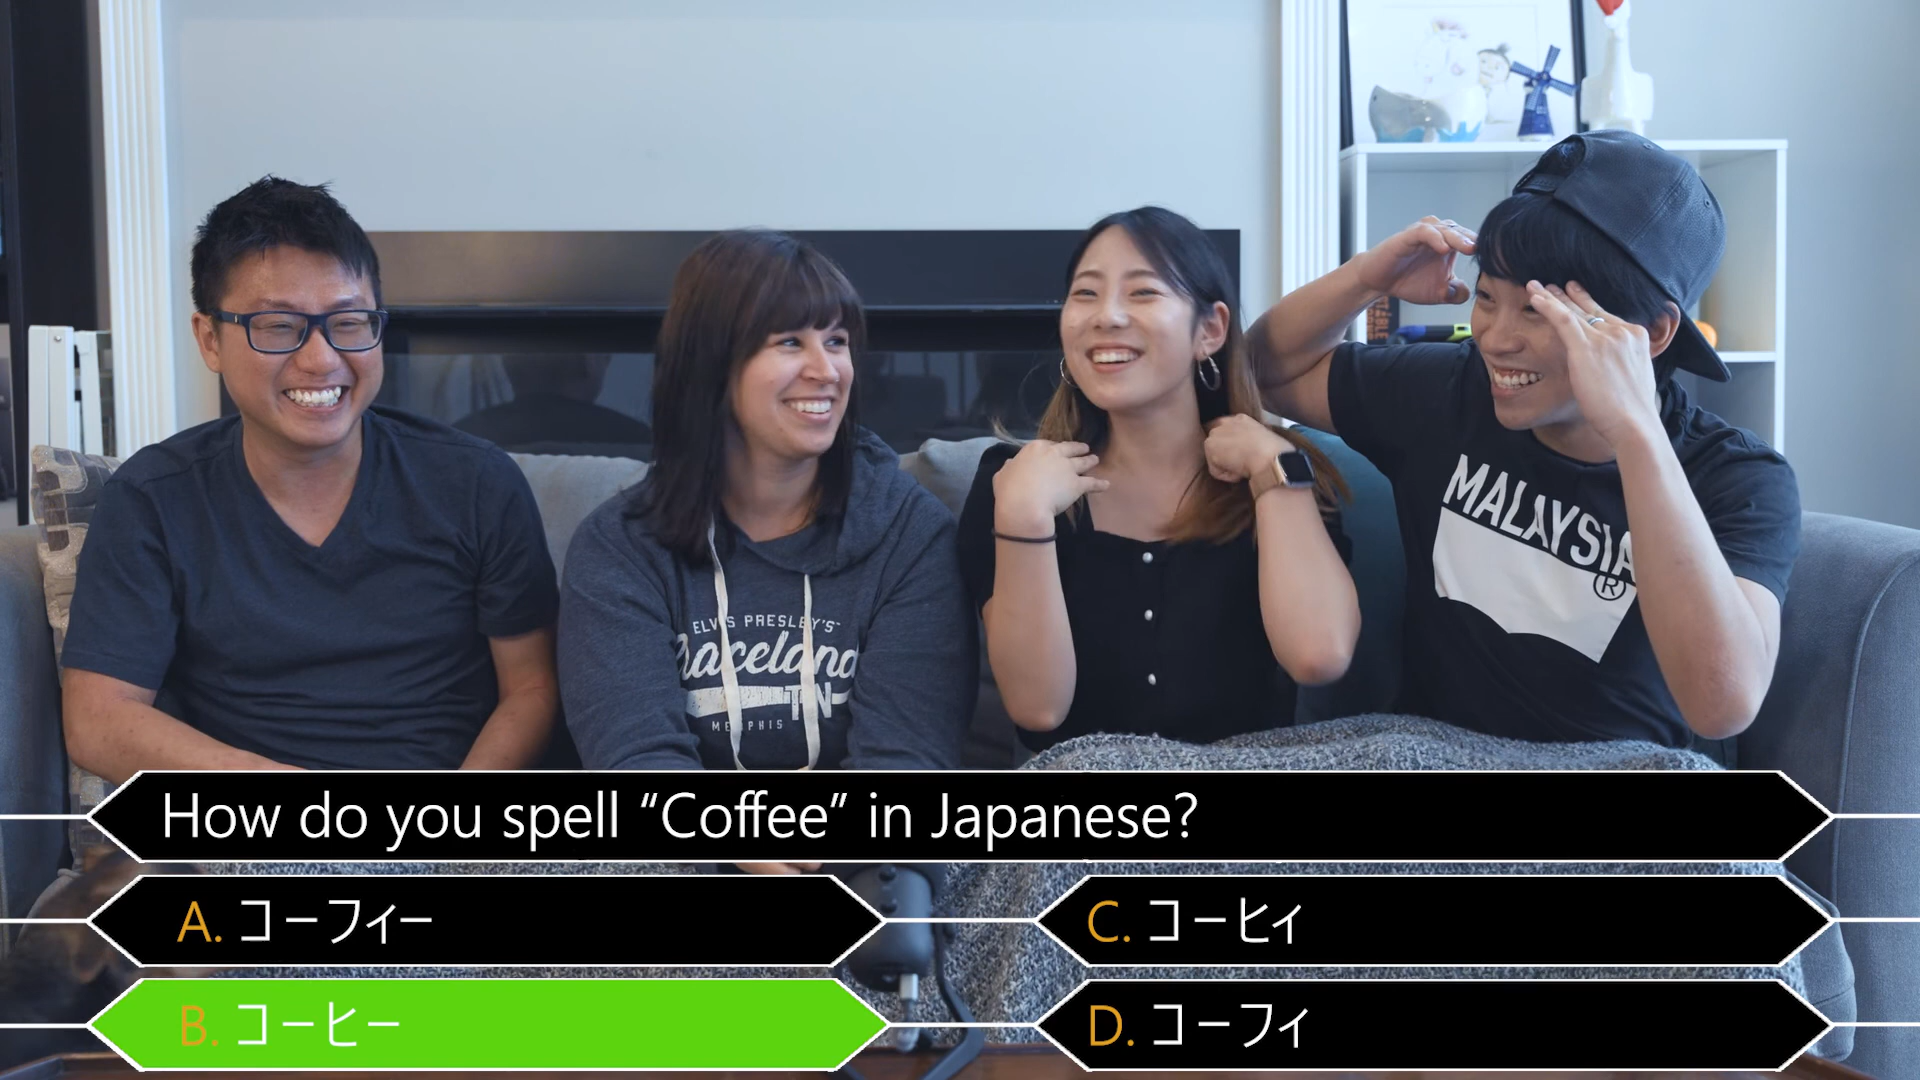 MALAYSIA
®
ELVIS PRESLEY'S
Graceland
TN
MEMPHIS
How do you spell “Coffee” in Japanese?
A. コーフィー
C. コーヒィ
B. コーヒー
D. コーフィ